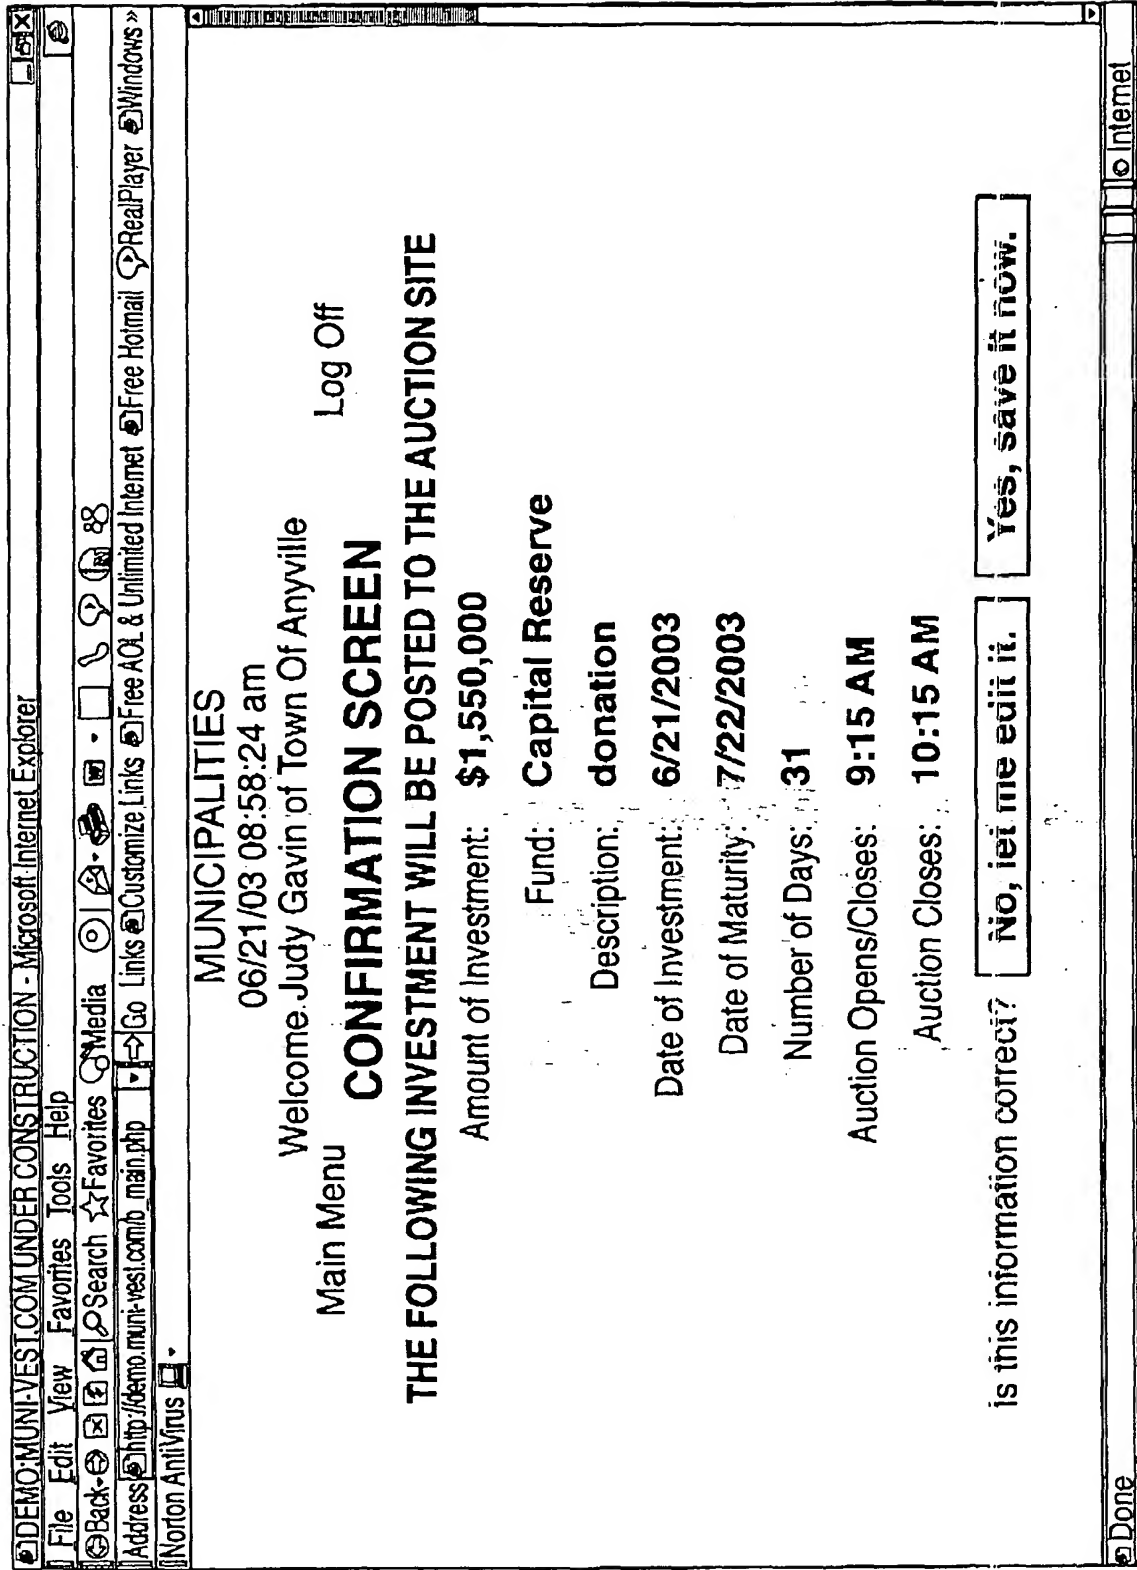 DEMO:MUNI-VEST.COM UNDER CONSTRUCTION - Microsoft Internet Explorer
File Edit View Favorites Tools Help
Back Search Favorites Media
Address http://demo.muni-vest.com/b_main.php Go Links Customize Links Free AOL & Unlimited Internet Free Hotmail RealPlayer Windows »
Norton AntiVirus
MUNICIPALITIES
06/21/03 08:58:24 am
Welcome Judy Gavin of Town Of Anyville
Main Menu Log Off
CONFIRMATION SCREEN
THE FOLLOWING INVESTMENT WILL BE POSTED TO THE AUCTION SITE
Amount of Investment: $1,550,000
Fund: Capital Reserve
Description: donation
Date of Investment: 6/21/2003
Date of Maturity: 7/22/2003
Number of Days: 31
Auction Opens/Closes: 9:15 AM
Auction Closes: 10:15 AM
is this information correct? No, let me edit it. Yes, save it now.
Done Internet